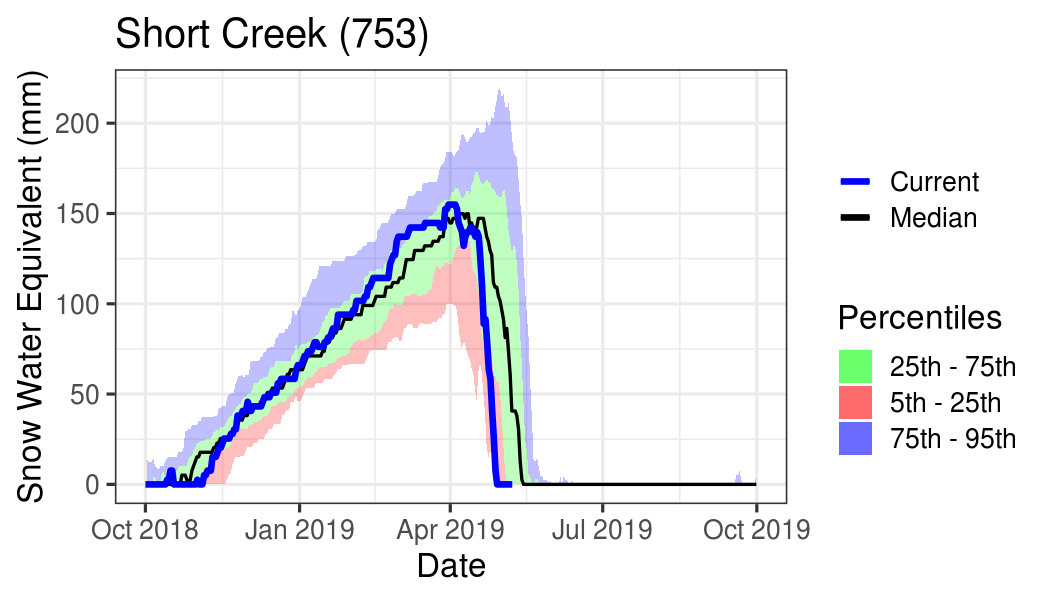 Short Creek (753)
Snow Water Equivalent (mm)
200
150
100
50
0
Oct 2018
Jan 2019
Apr 2019
Jul 2019
Oct 2019
Date
Current
Median
Percentiles
25th - 75th
5th - 25th
75th - 95th